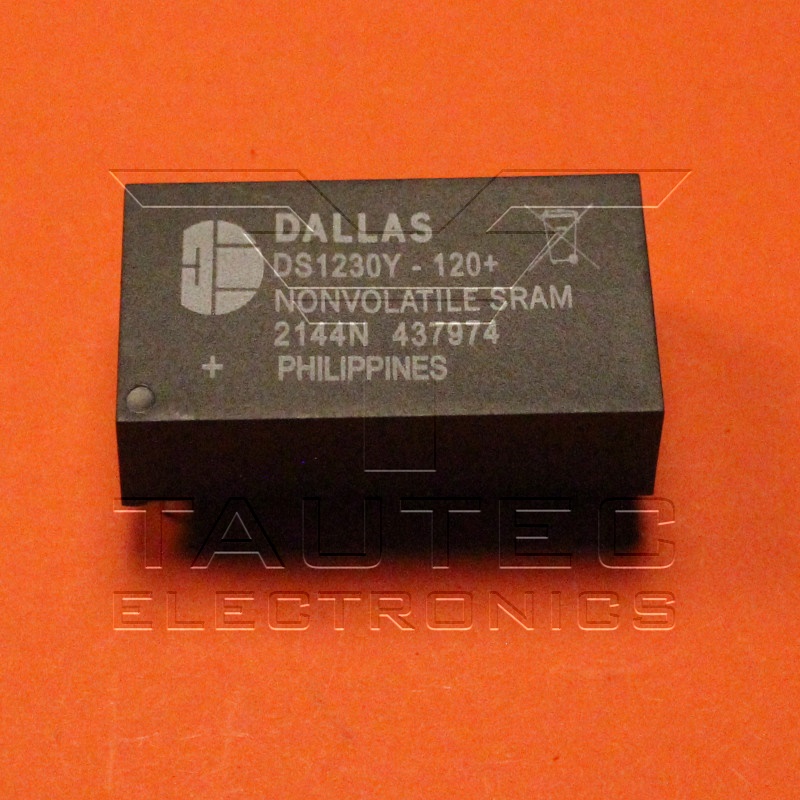 DALLAS
DS1230Y - 120+
NONVOLATILE SRAM
2144N 437974
+ PHILIPPINES
TAUTEC
ELECTRONICS